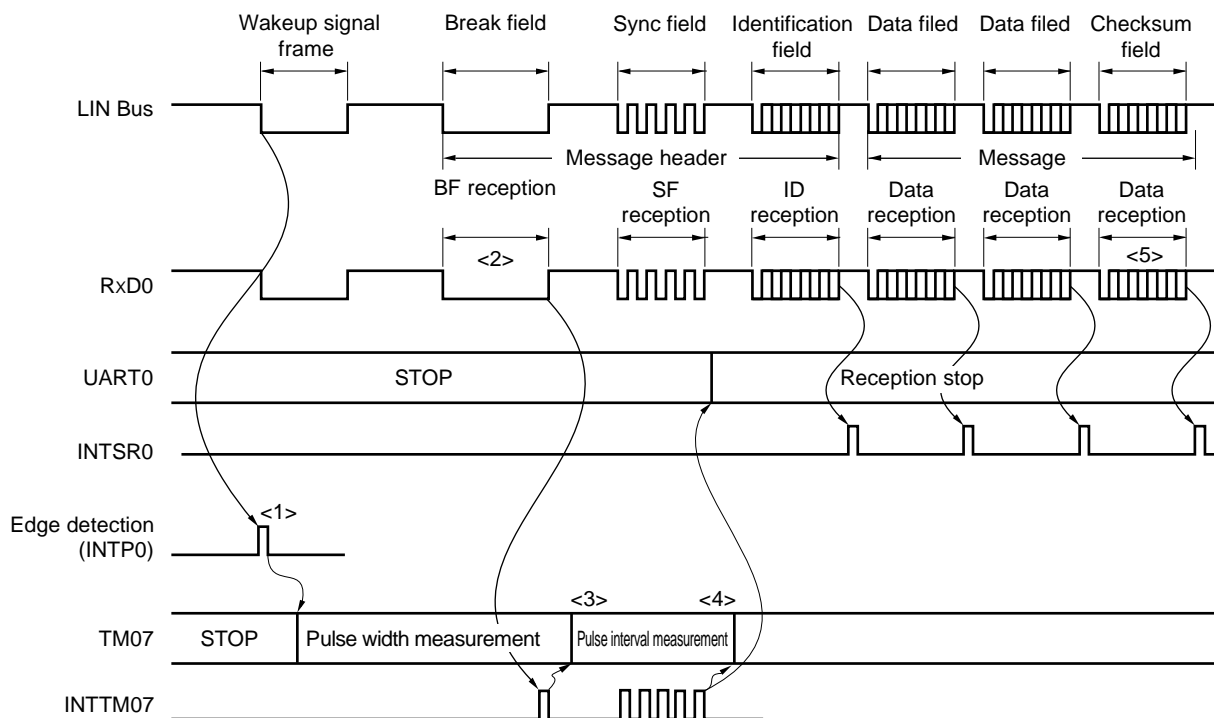 Wakeup signal frame
Break field
Sync field
Identification field
Data filed
Data filed
Checksum field
LIN Bus
Message header
Message
BF reception
SF reception
ID reception
Data reception
Data reception
Data reception
<2>
<5>
RxD0
UART0
STOP
Reception stop
INTSR0
<1>
Edge detection
(INTP0)
<3>
<4>
TM07
STOP
Pulse width measurement
Pulse interval measurement
INTTM07